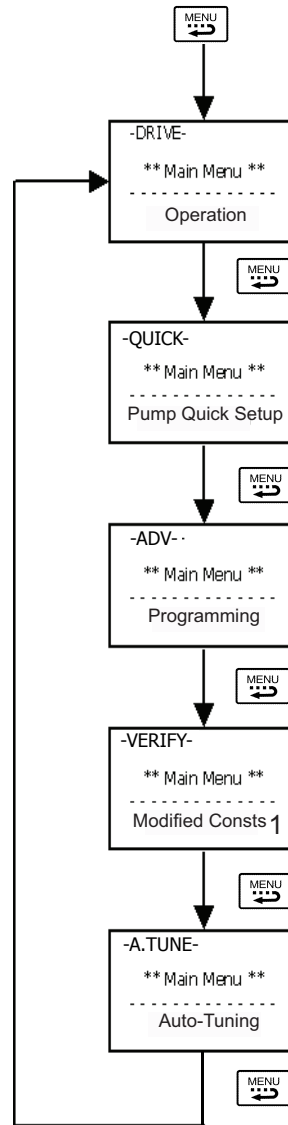 MENU
-DRIVE-
** Main Menu **
- - - - - - - - - - - - - -
Operation
MENU
-QUICK-
** Main Menu **
- - - - - - - - - - - - - -
Pump Quick Setup
MENU
-ADV- ·
** Main Menu **
- - - - - - - - - - - - - -
Programming
MENU
-VERIFY-
** Main Menu **
- - - - - - - - - - - - - -
Modified Consts 1
MENU
-A.TUNE-
** Main Menu **
- - - - - - - - - - - - - -
Auto-Tuning
MENU